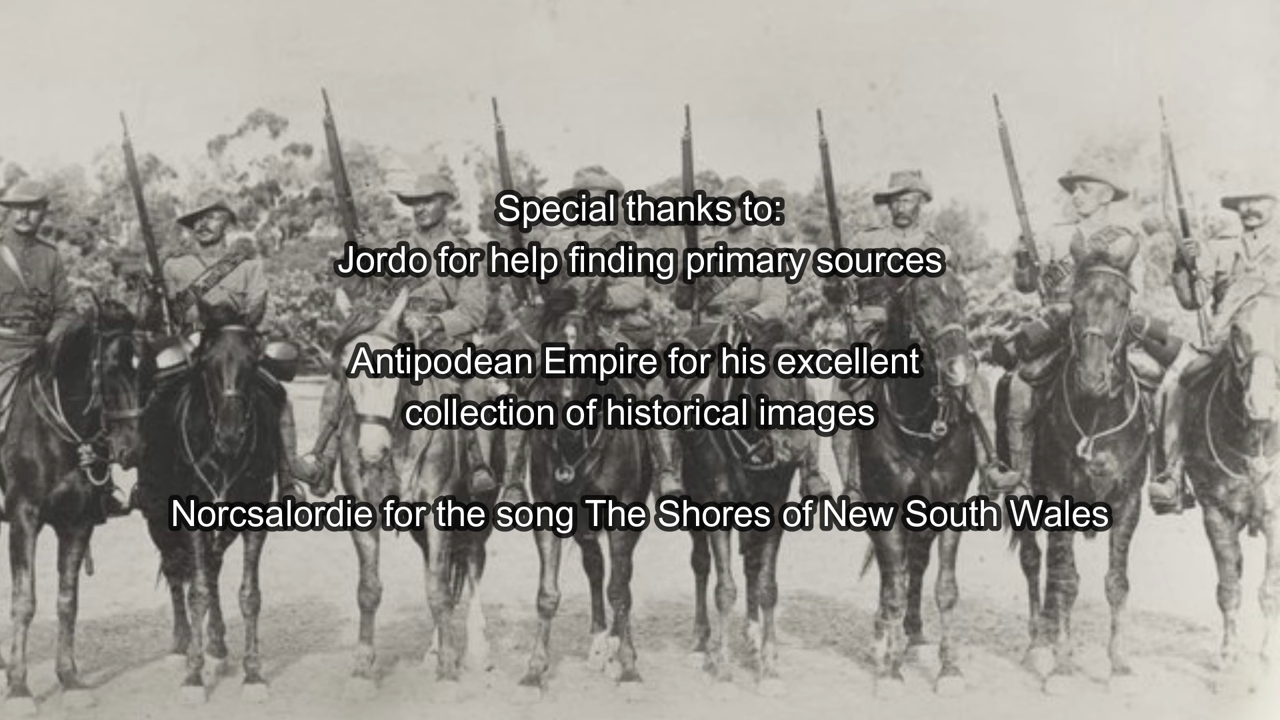 Special thanks to:
Jordo for help finding primary sources
Antipodean Empire for his excellent
collection of historical images
Norcsalordie for the song The Shores of New South Wales